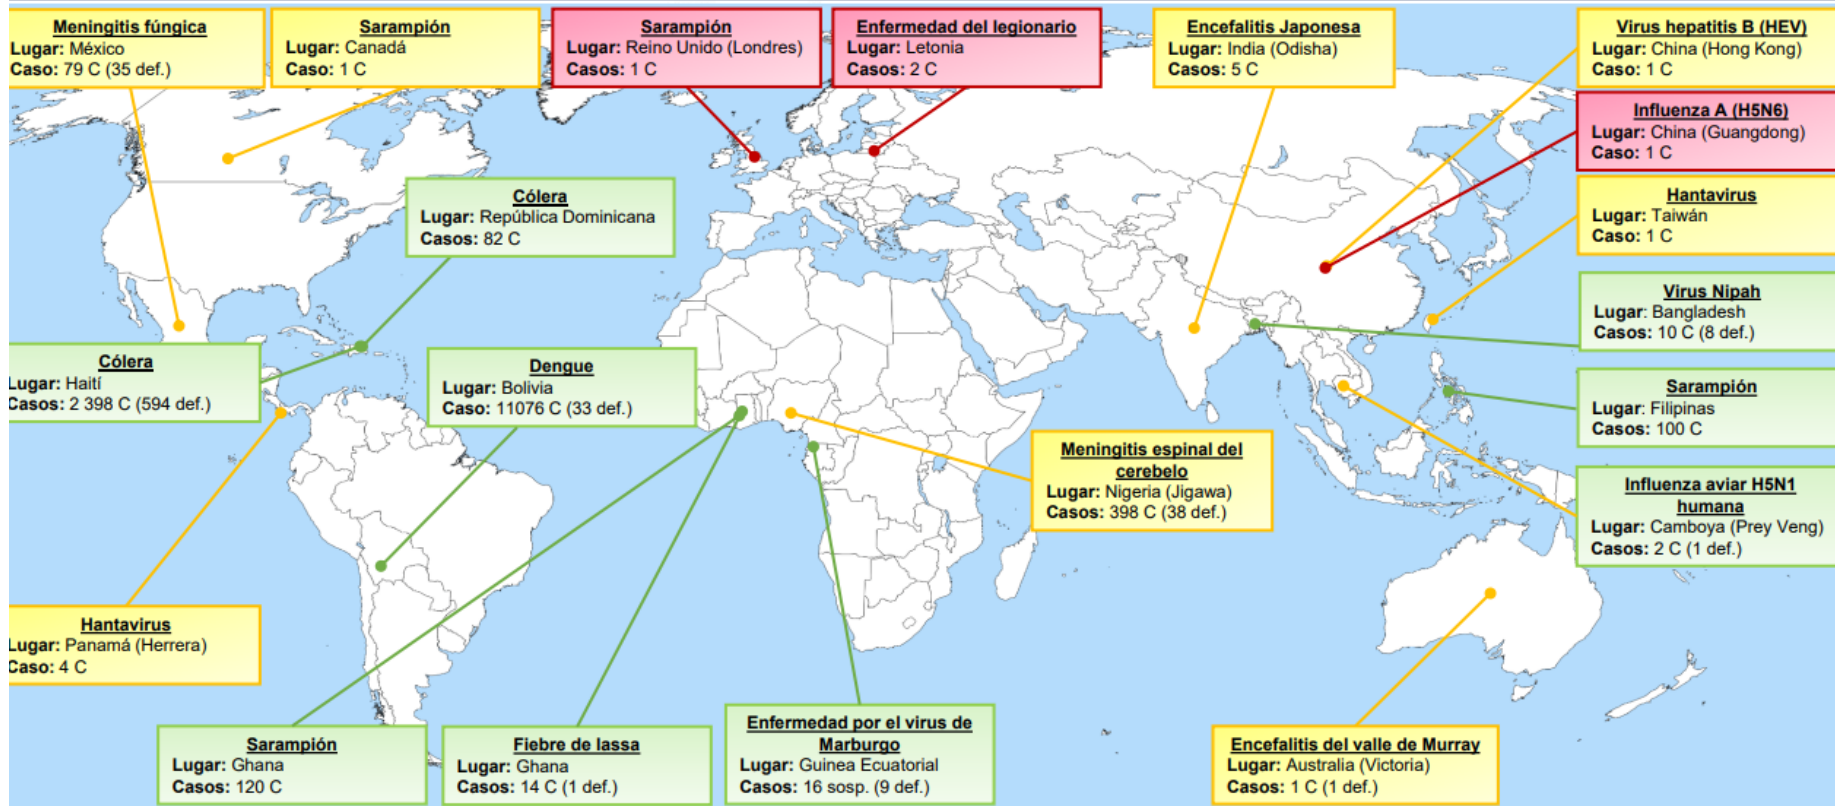 Meningitis fúngica
Lugar: México
Caso: 79 C (35 def.)
Sarampión
Lugar: Canadá
Caso: 1 C
Sarampión
Lugar: Reino Unido (Londres)
Casos: 1 C
Enfermedad del legionario
Lugar: Letonia
Casos: 2 C
Encefalitis Japonesa
Lugar: India (Odisha)
Casos: 5 C
Virus hepatitis B (HEV)
Lugar: China (Hong Kong)
Caso: 1 C
Influenza A (H5N6)
Lugar: China (Guangdong)
Caso: 1 C
Cólera
Lugar: República Dominicana
Casos: 82 C
Hantavirus
Lugar: Taiwán
Caso: 1 C
Virus Nipah
Lugar: Bangladesh
Casos: 10 C (8 def.)
Cólera
Lugar: Haití
Casos: 2 398 C (594 def.)
Dengue
Lugar: Bolivia
Caso: 11076 C (33 def.)
Sarampión
Lugar: Filipinas
Casos: 100 C
Meningitis espinal del
cerebelo
Lugar: Nigeria (Jigawa)
Casos: 398 C (38 def.)
Influenza aviar H5N1
humana
Lugar: Camboya (Prey Veng)
Casos: 2 C (1 def.)
Hantavirus
Lugar: Panamá (Herrera)
Caso: 4 C
Sarampión
Lugar: Ghana
Casos: 120 C
Fiebre de lassa
Lugar: Ghana
Casos: 14 C (1 def.)
Enfermedad por el virus de
Marburgo
Lugar: Guinea Ecuatorial
Casos: 16 sosp. (9 def.)
Encefalitis del valle de Murray
Lugar: Australia (Victoria)
Casos: 1 C (1 def.)